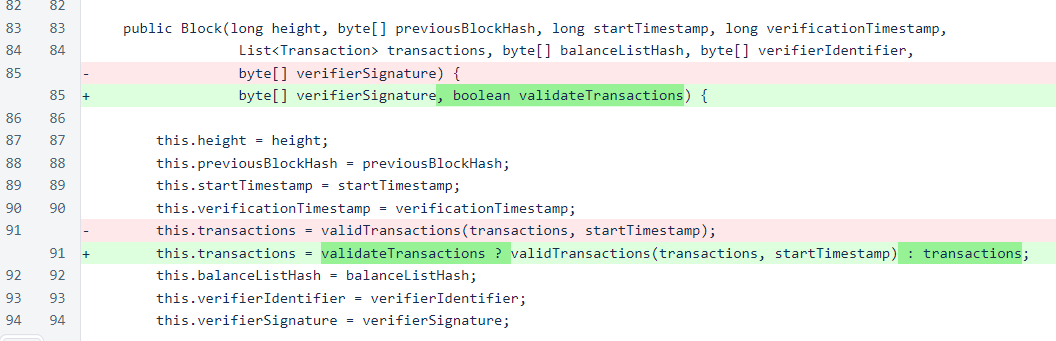 82 82
83 83 public Block(long height, byte[] previousBlockHash, long startTimestamp, long verificationTimestamp,
84 84 List<Transaction> transactions, byte[] balanceListHash, byte[] verifierIdentifier,
85 - byte[] verifierSignature) {
85 + byte[] verifierSignature, boolean validateTransactions) {
86 86
87 87 this.height = height;
88 88 this.previousBlockHash = previousBlockHash;
89 89 this.startTimestamp = startTimestamp;
90 90 this.verificationTimestamp = verificationTimestamp;
91 - this.transactions = validTransactions(transactions, startTimestamp);
91 + this.transactions = validateTransactions ? validTransactions(transactions, startTimestamp) : transactions;
92 92 this.balanceListHash = balanceListHash;
93 93 this.verifierIdentifier = verifierIdentifier;
94 94 this.verifierSignature = verifierSignature;